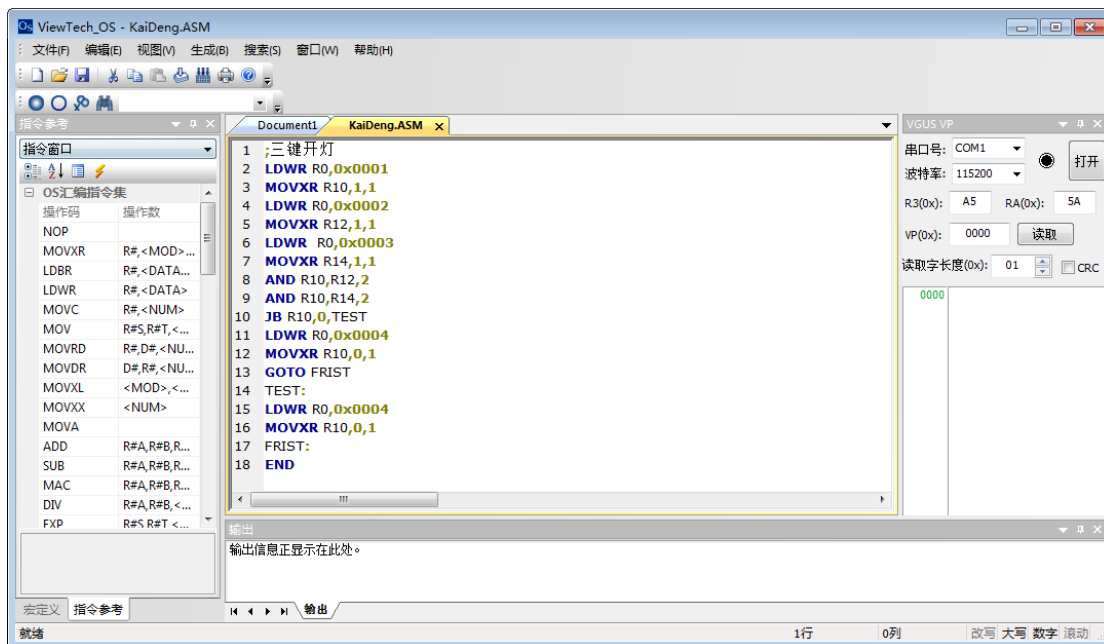 ViewTech_OS - KaiDeng.ASM
文件(F) 编辑(E) 视图(V) 生成(B) 搜索(S) 窗口(W) 帮助(H)
指令参考
指令窗口
OS汇编指令集
操作码 操作数
NOP
MOVXR R#,<MOD>...
LDBR R#,<DATA...
LDWR R#,<DATA>
MOVC R#,<NUM>
MOV R#S,R#T,<...
MOVRD R#,D#,<NU...
MOVDR D#,R#,<NU...
MOVXL <MOD>,<...
MOVXX <NUM>
MOVA
ADD R#A,R#B,R...
SUB R#A,R#B,R...
MAC R#A,R#B,R...
DIV R#A,R#B,<...
EXP R#S,R#T,<...
宏定义 指令参考
Document1 KaiDeng.ASM
1 ;三键开灯
2 LDWR R0,0x0001
3 MOVXR R10,1,1
4 LDWR R0,0x0002
5 MOVXR R12,1,1
6 LDWR  R0,0x0003
7 MOVXR R14,1,1
8 AND R10,R12,2
9 AND R10,R14,2
10 JB R10,0,TEST
11 LDWR R0,0x0004
12 MOVXR R10,0,1
13 GOTO FRIST
14 TEST:
15 LDWR R0,0x0004
16 MOVXR R10,0,1
17 FRIST:
18 END
VGUS VP
串口号: COM1
打开
波特率: 115200
R3(0x): A5 RA(0x): 5A
VP(0x): 0000 读取
读取字长度(0x): 01 CRC
0000
输出
输出信息正显示在此处。
输出
就绪 1行 0列 改写 大写 数字 滚动